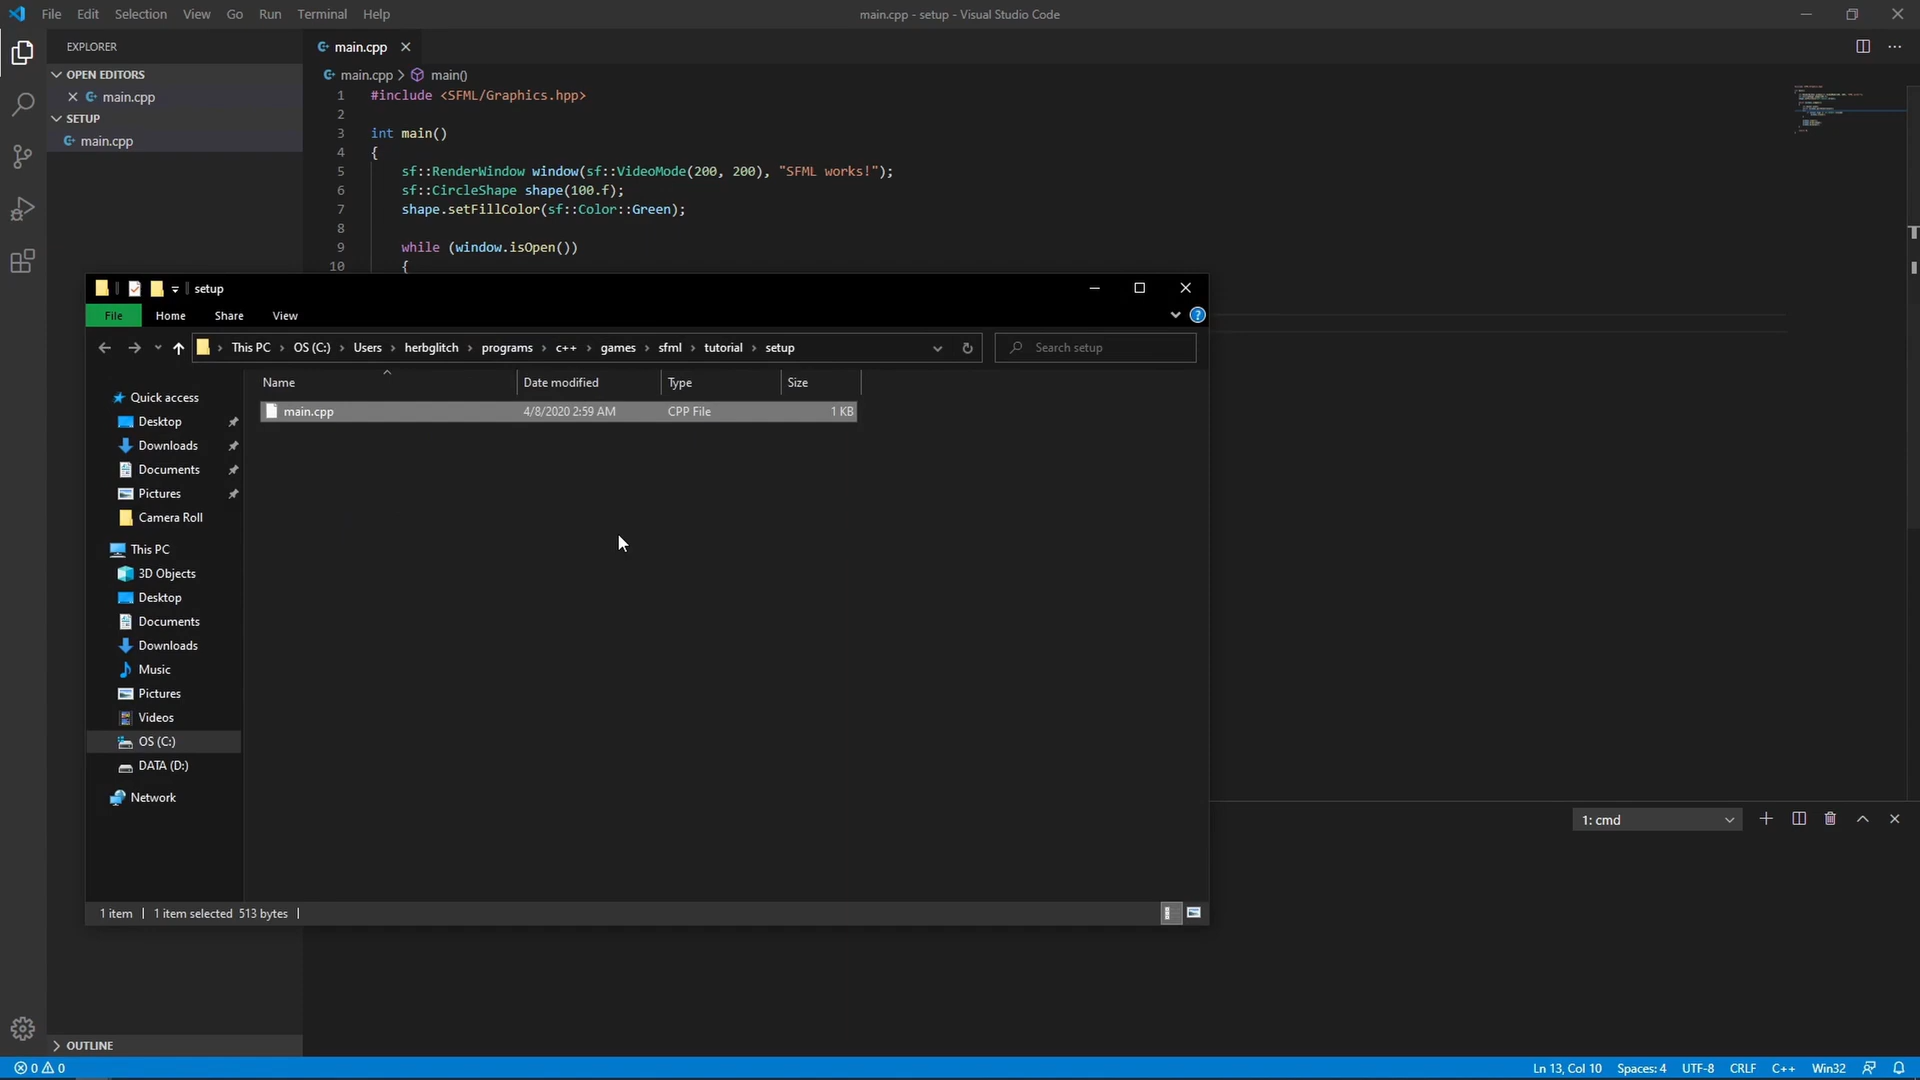 File Edit Selection View Go Run Terminal Help
main.cpp - setup - Visual Studio Code
EXPLORER
OPEN EDITORS
main.cpp
SETUP
main.cpp
main.cpp
main.cpp > main()
1 #include <SFML/Graphics.hpp>
2
3 int main()
4 {
5 sf::RenderWindow window(sf::VideoMode(200, 200), "SFML works!");
6 sf::CircleShape shape(100.f);
7 shape.setFillColor(sf::Color::Green);
8
9 while (window.isOpen())
10 {
setup
File Home Share View
This PC > OS (C:) > Users > herbglitch > programs > c++ > games > sfml > tutorial > setup
Search setup
Name Date modified Type Size
main.cpp 4/8/2020 2:59 AM CPP File 1 KB
Quick access
Desktop
Downloads
Documents
Pictures
Camera Roll
This PC
3D Objects
Desktop
Documents
Downloads
Music
Pictures
Videos
OS (C:)
DATA (D:)
Network
1 item 1 item selected 513 bytes
1: cmd
OUTLINE
0 0
Ln 13, Col 10 Spaces: 4 UTF-8 CRLF C++ Win32